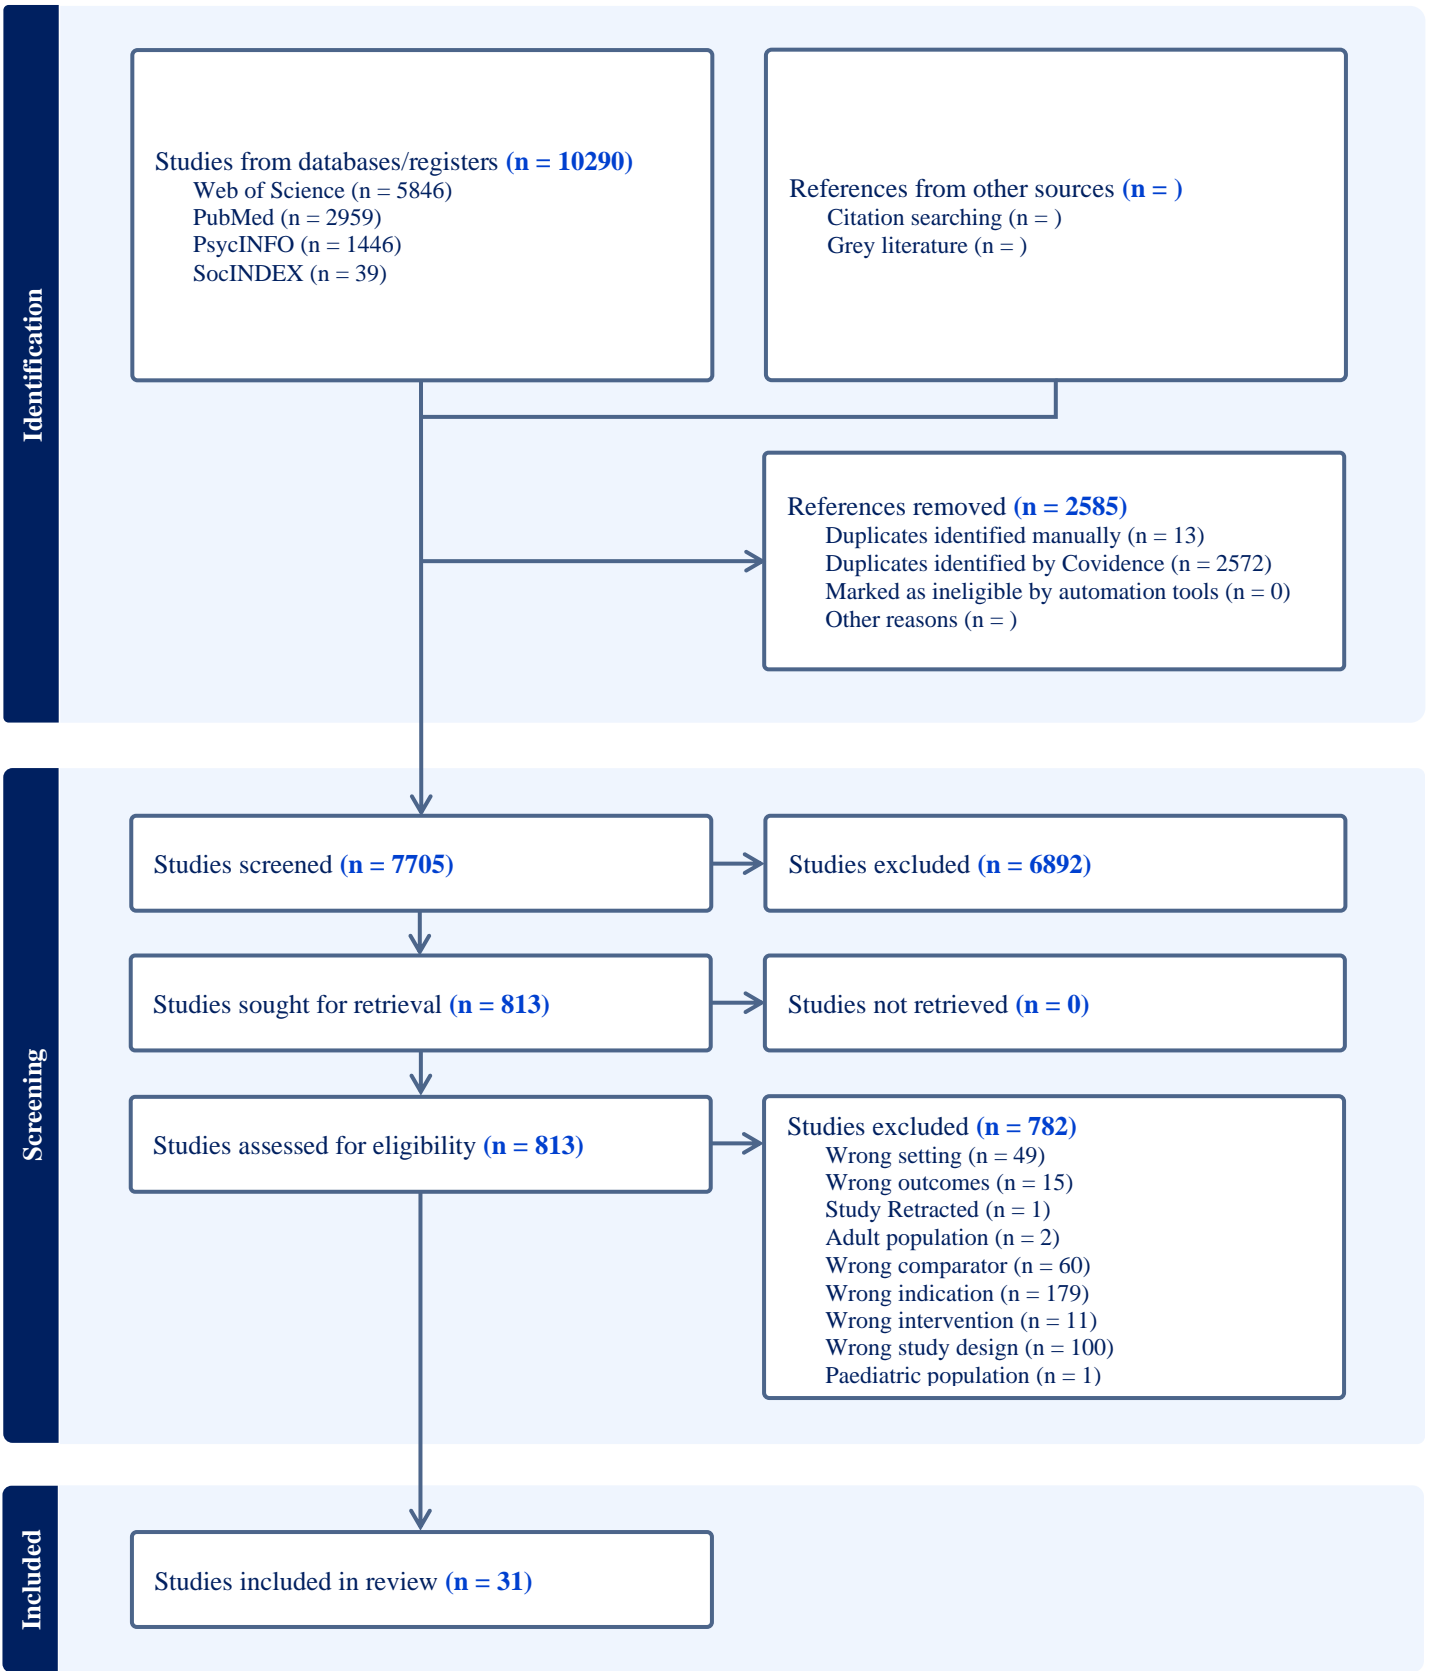 Identification
Studies from databases/registers (n = 10290)
Web of Science (n = 5846)
PubMed (n = 2959)
PsycINFO (n = 1446)
SocINDEX (n = 39)
References from other sources (n = )
Citation searching (n = )
Grey literature (n = )
References removed (n = 2585)
Duplicates identified manually (n = 13)
Duplicates identified by Covidence (n = 2572)
Marked as ineligible by automation tools (n = 0)
Other reasons (n = )
Screening
Studies screened (n = 7705)
Studies excluded (n = 6892)
Studies sought for retrieval (n = 813)
Studies not retrieved (n = 0)
Studies assessed for eligibility (n = 813)
Studies excluded (n = 782)
Wrong setting (n = 49)
Wrong outcomes (n = 15)
Study Retracted (n = 1)
Adult population (n = 2)
Wrong comparator (n = 60)
Wrong indication (n = 179)
Wrong intervention (n = 11)
Wrong study design (n = 100)
Paediatric population (n = 1)
Included
Studies included in review (n = 31)